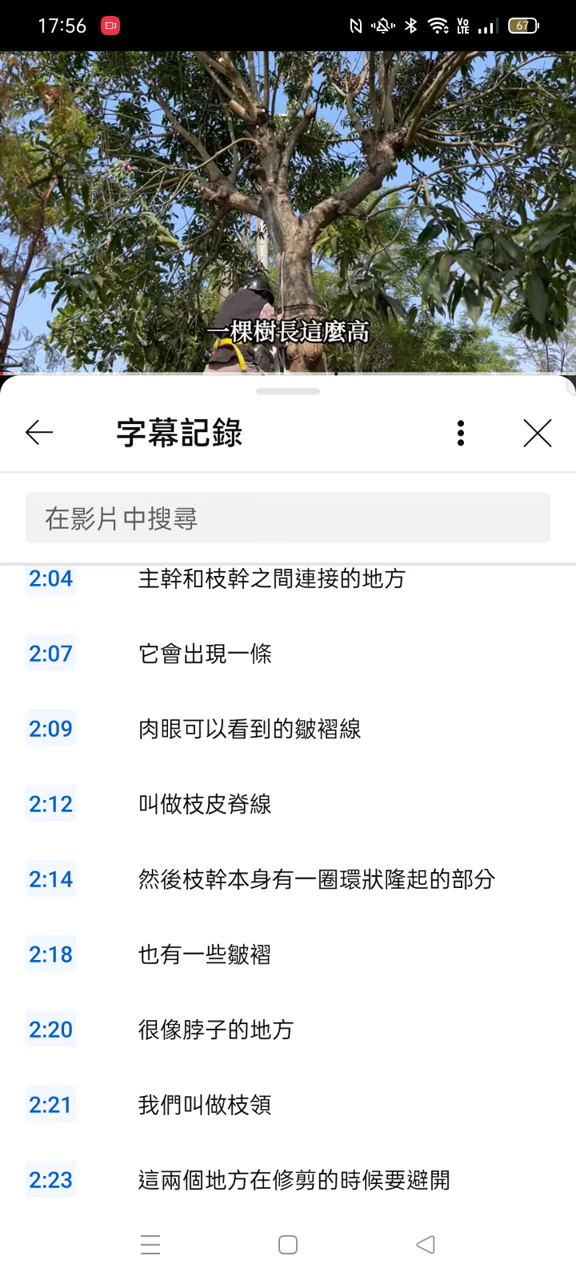 17:56
VO
LTE
67
一棵樹長這麼高
字幕記錄
在影片中搜尋
2:04 主幹和枝幹之間連接的地方
2:07 它會出現一條
2:09 肉眼可以看到的皺褶線
2:12 叫做枝皮脊線
2:14 然後枝幹本身有一圈環狀隆起的部分
2:18 也有一些皺褶
2:20 很像脖子的地方
2:21 我們叫做枝領
2:23 這兩個地方在修剪的時候要避開